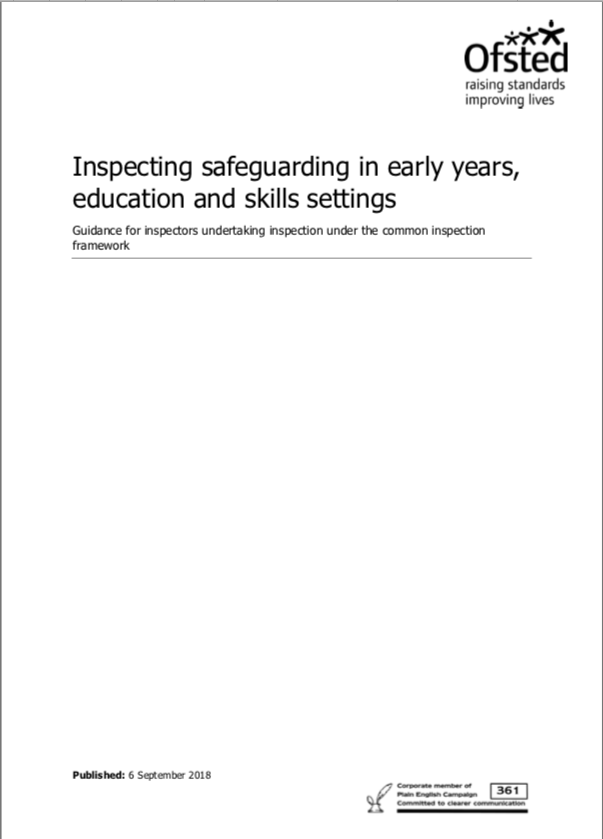 Ofsted
raising standards
improving lives
Inspecting safeguarding in early years,
education and skills settings
Guidance for inspectors undertaking inspection under the common inspection
framework
Published: 6 September 2018
Corporate member of
Plain English Campaign
Committed to clearer communication
361